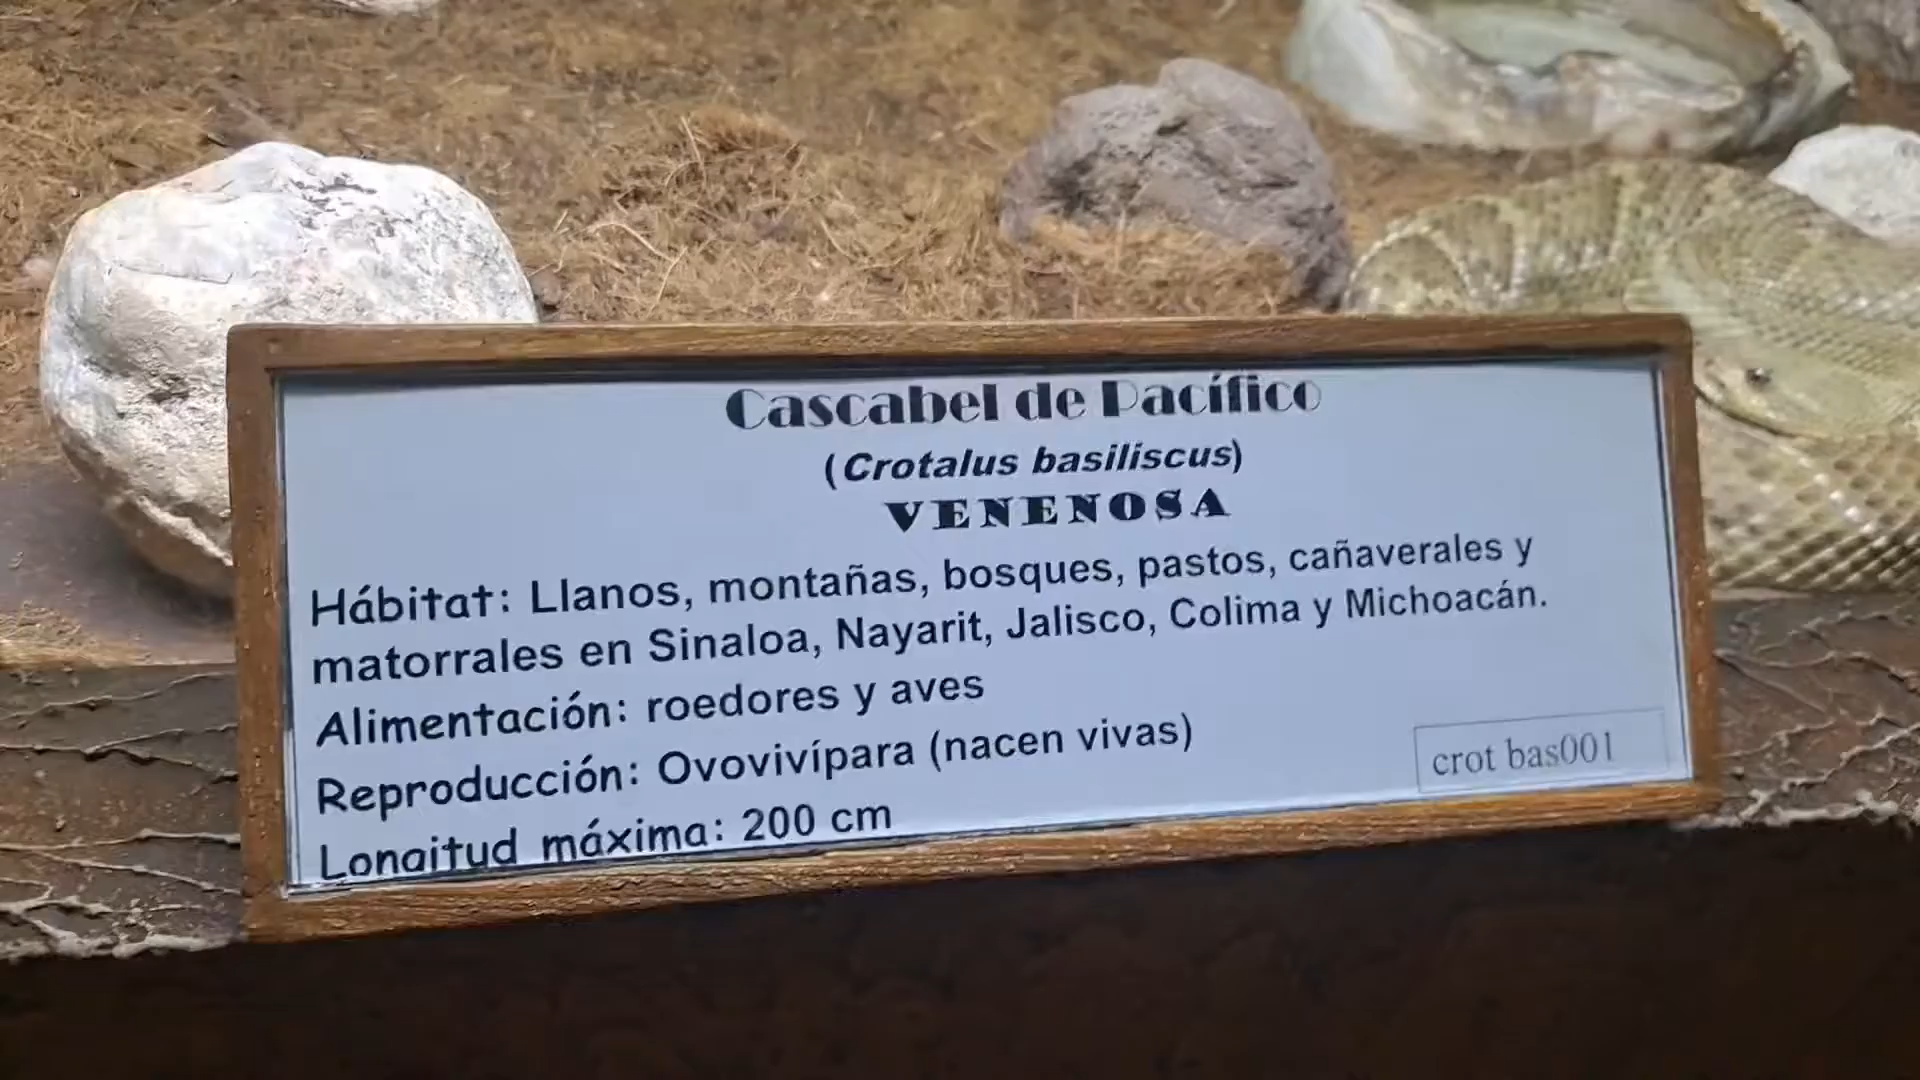 Cascabel de Pacífico
(Crotalus basiliscus)
VENENOSA
Hábitat: Llanos, montañas, bosques, pastos, cañaverales y
matorrales en Sinaloa, Nayarit, Jalisco, Colima y Michoacán.
Alimentación: roedores y aves
Reproducción: Ovovivípara (nacen vivas)
Longitud máxima: 200 cm
crot bas001